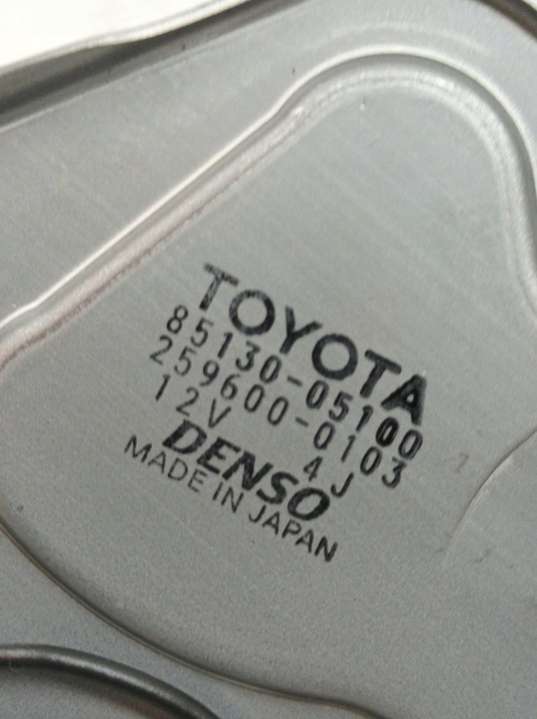 TOYOTA
85130-05100
259600-0103
12V 4J
DENSO
MADE IN JAPAN